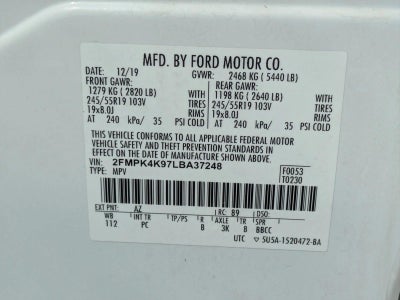 MFD. BY FORD MOTOR CO.
DATE: 12/19 GVWR: 2468 KG ( 5440 LB)
FRONT GAWR: REAR GAWR:
1279 KG ( 2820 LB) WITH 1198 KG ( 2640 LB) WITH
245/55R19 103V TIRES 245/55R19 103V TIRES
19x8.0J RIMS 19x8.0J RIMS
AT 240 kPa/ 35 PSI COLD AT 240 kPa/ 35 PSI COLD
THIS VEHICLE CONFORMS TO ALL APPLICABLE FEDERAL MOTOR
VEHICLE SAFETY AND THEFT PREVENTION STANDARDS IN
EFFECT ON THE DATE OF MANUFACTURE SHOWN ABOVE.
VIN: 2FMPK4K97LBA37248 F0053
TYPE: MPV T0230
EXT PNT: AZ RC: 89 DSO:
WB INT TR TP/PS R AXLE TR SPR
112 PC B 3K B BBCC
UTC 5U5A-1520472-BA